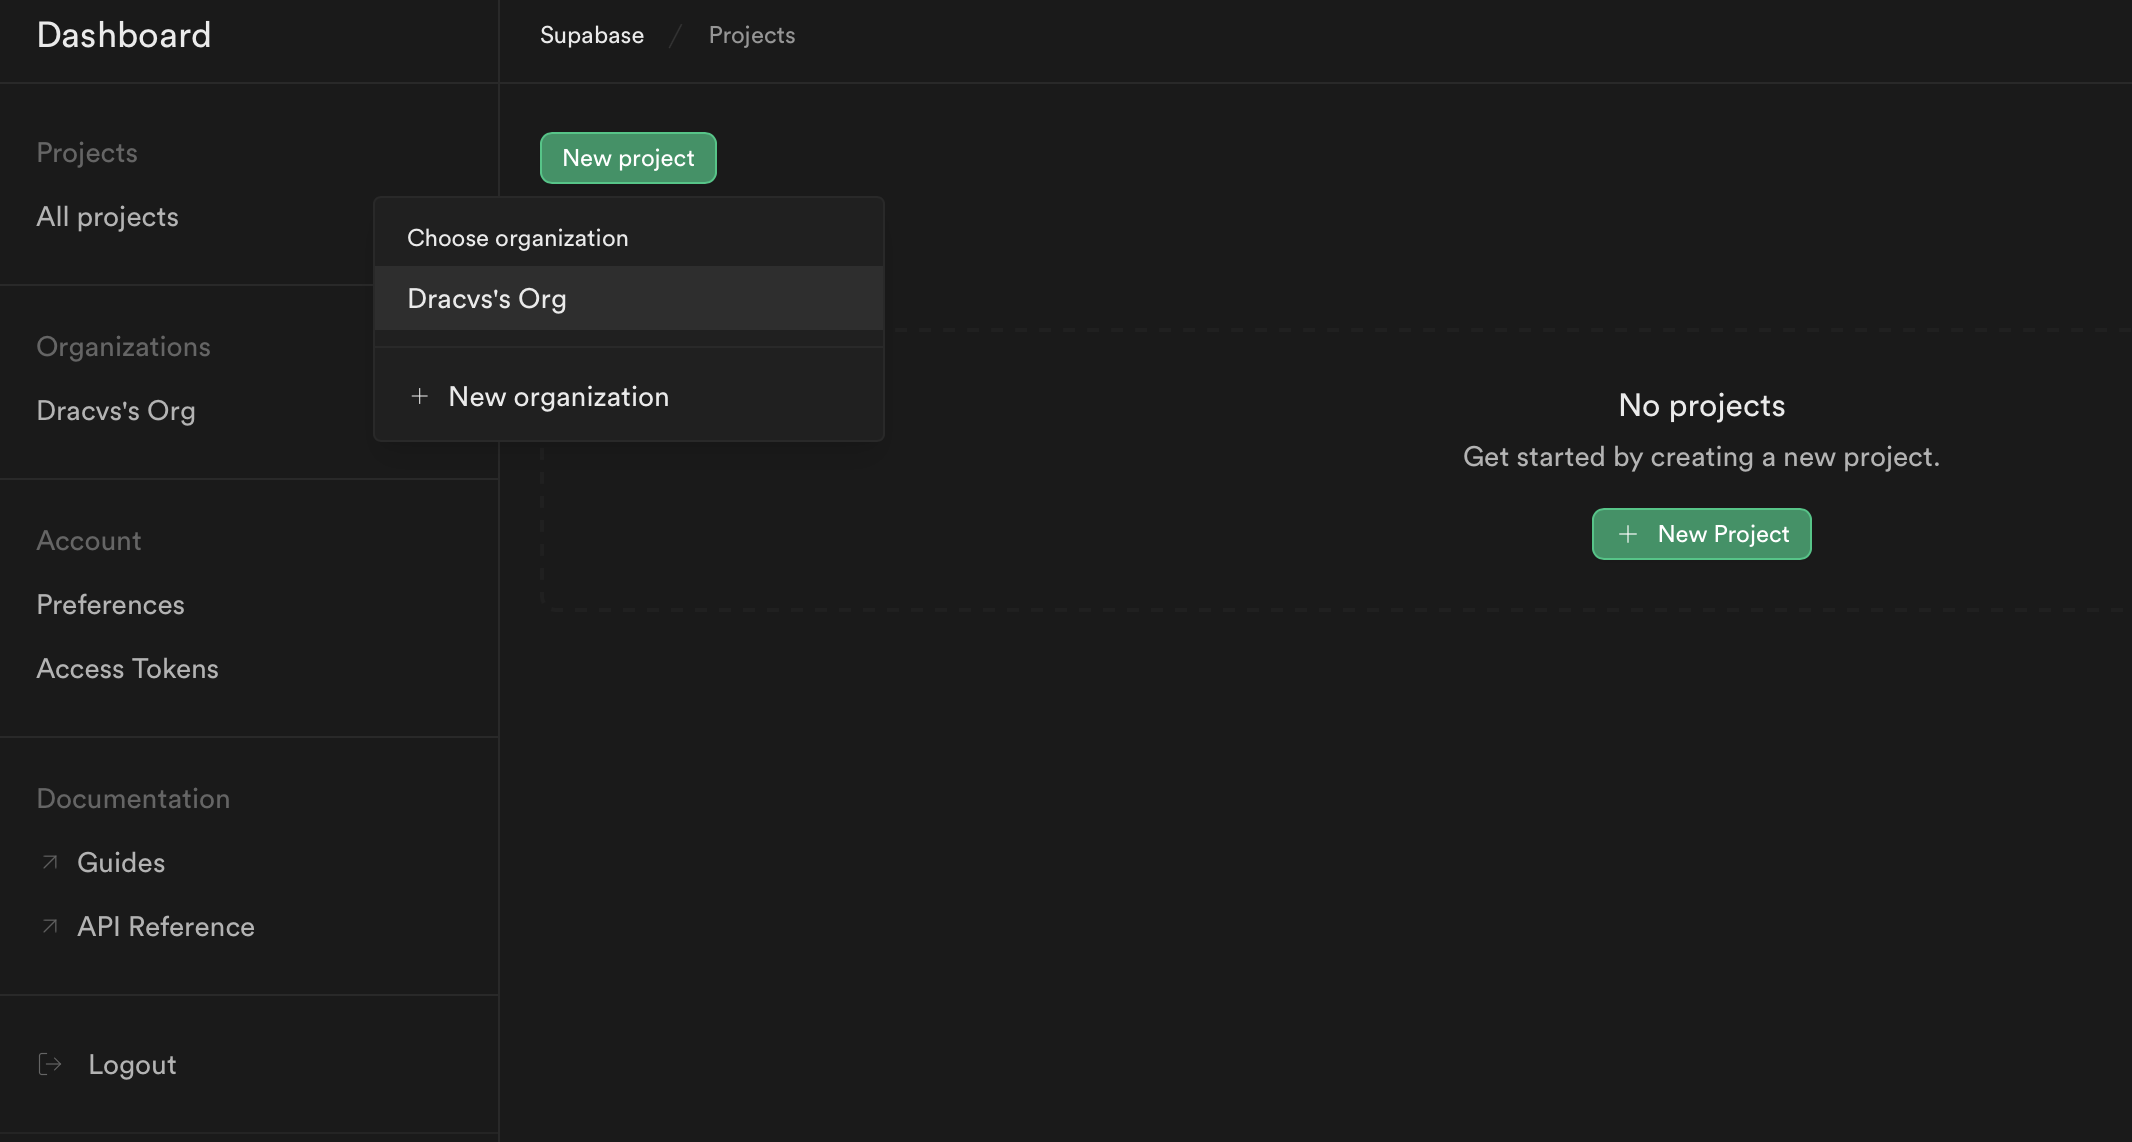 Dashboard
Supabase / Projects
Projects
All projects
Organizations
Dracvs's Org
Account
Preferences
Access Tokens
Documentation
Guides
API Reference
Logout
New project
Choose organization
Dracvs's Org
+ New organization
No projects
Get started by creating a new project.
+ New Project